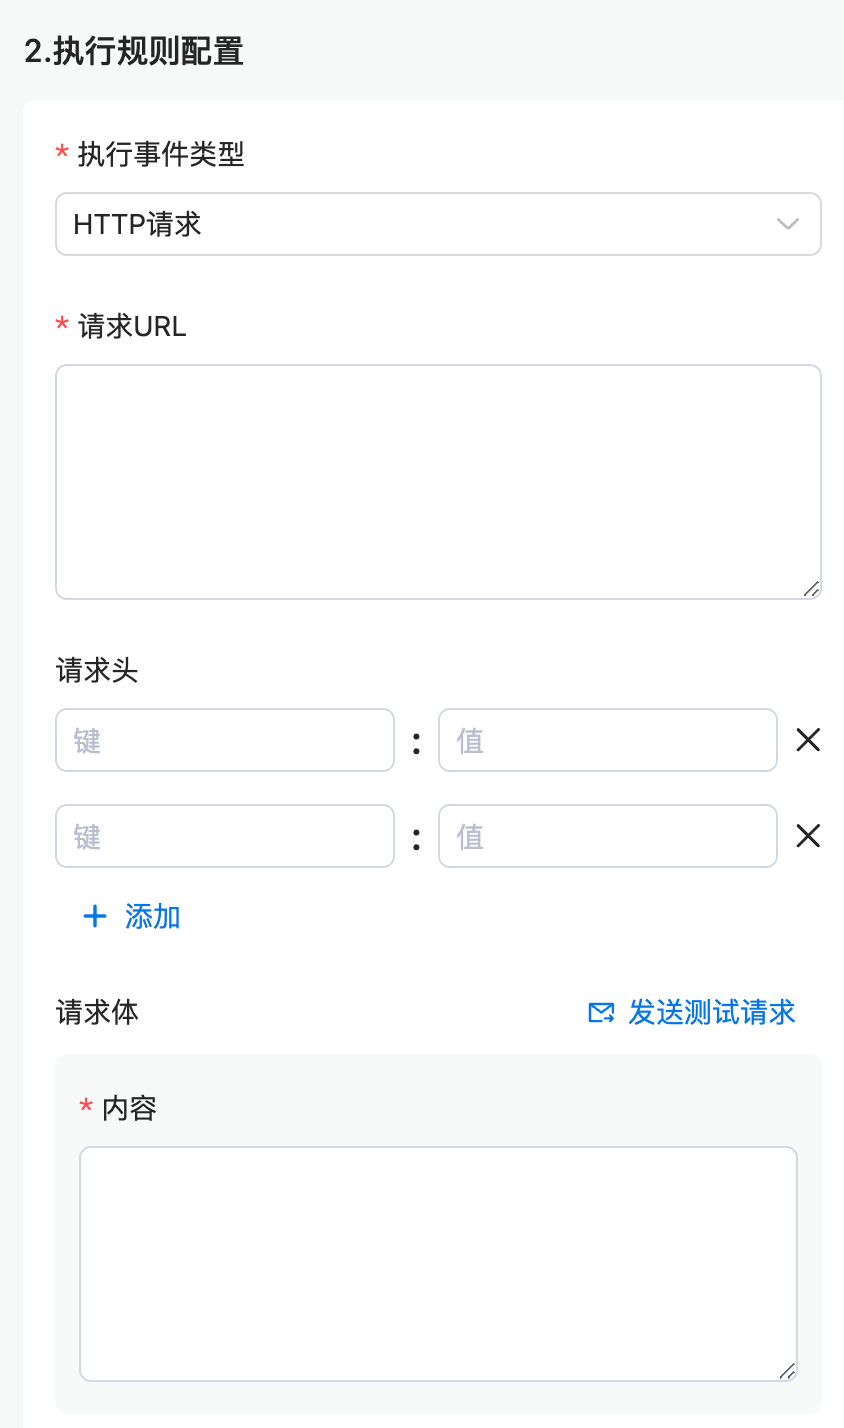 2.执行规则配置
* 执行事件类型
HTTP请求
* 请求URL
请求头
键 : 值
键 : 值
+ 添加
请求体 发送测试请求
* 内容